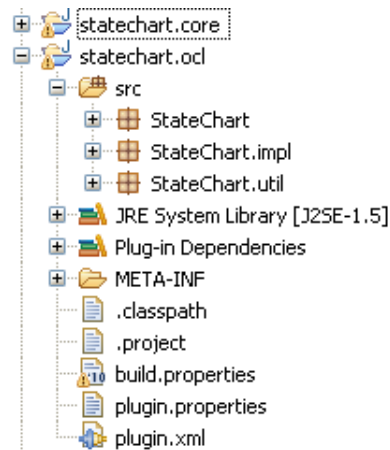 statechart.core
statechart.ocl
src
StateChart
StateChart.impl
StateChart.util
JRE System Library [J2SE-1.5]
Plug-in Dependencies
META-INF
.classpath
.project
build.properties
plugin.properties
plugin.xml